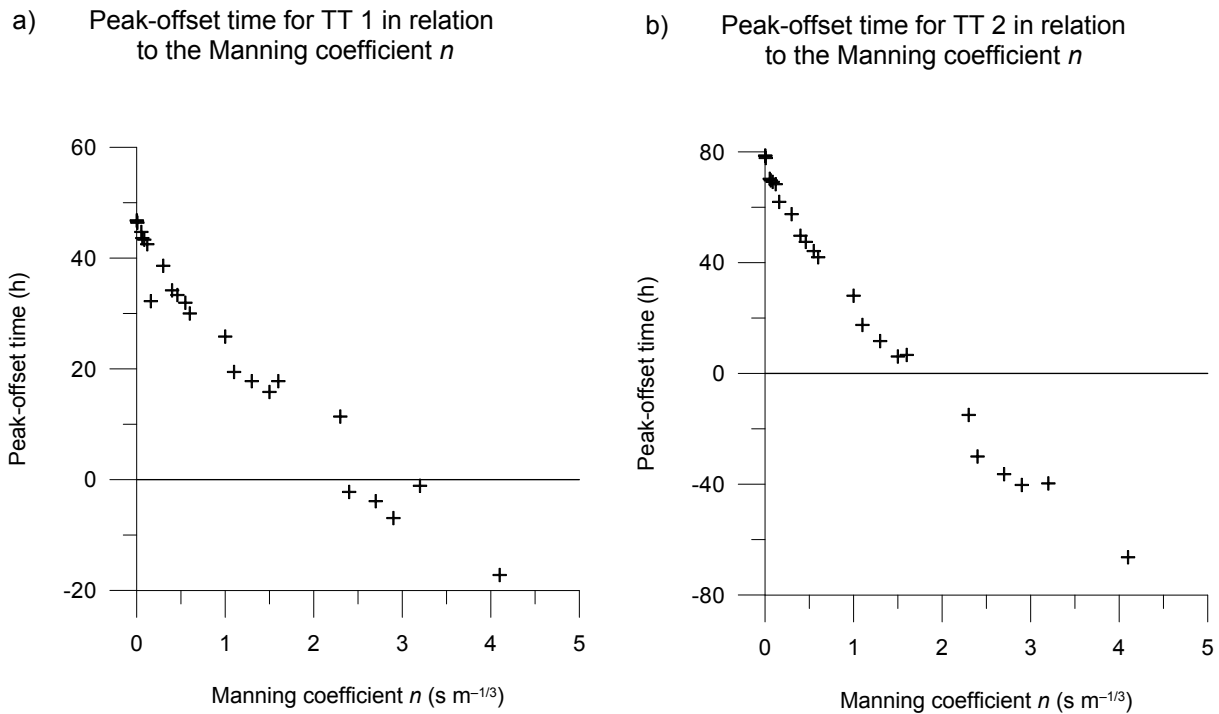 a) Peak-offset time for TT 1 in relation
to the Manning coefficient n
60
40
20
0
-20
Peak-offset time (h)
0 1 2 3 4 5
Manning coefficient n (s m–1/3)
b) Peak-offset time for TT 2 in relation
to the Manning coefficient n
80
40
0
-40
-80
Peak-offset time (h)
0 1 2 3 4 5
Manning coefficient n (s m–1/3)